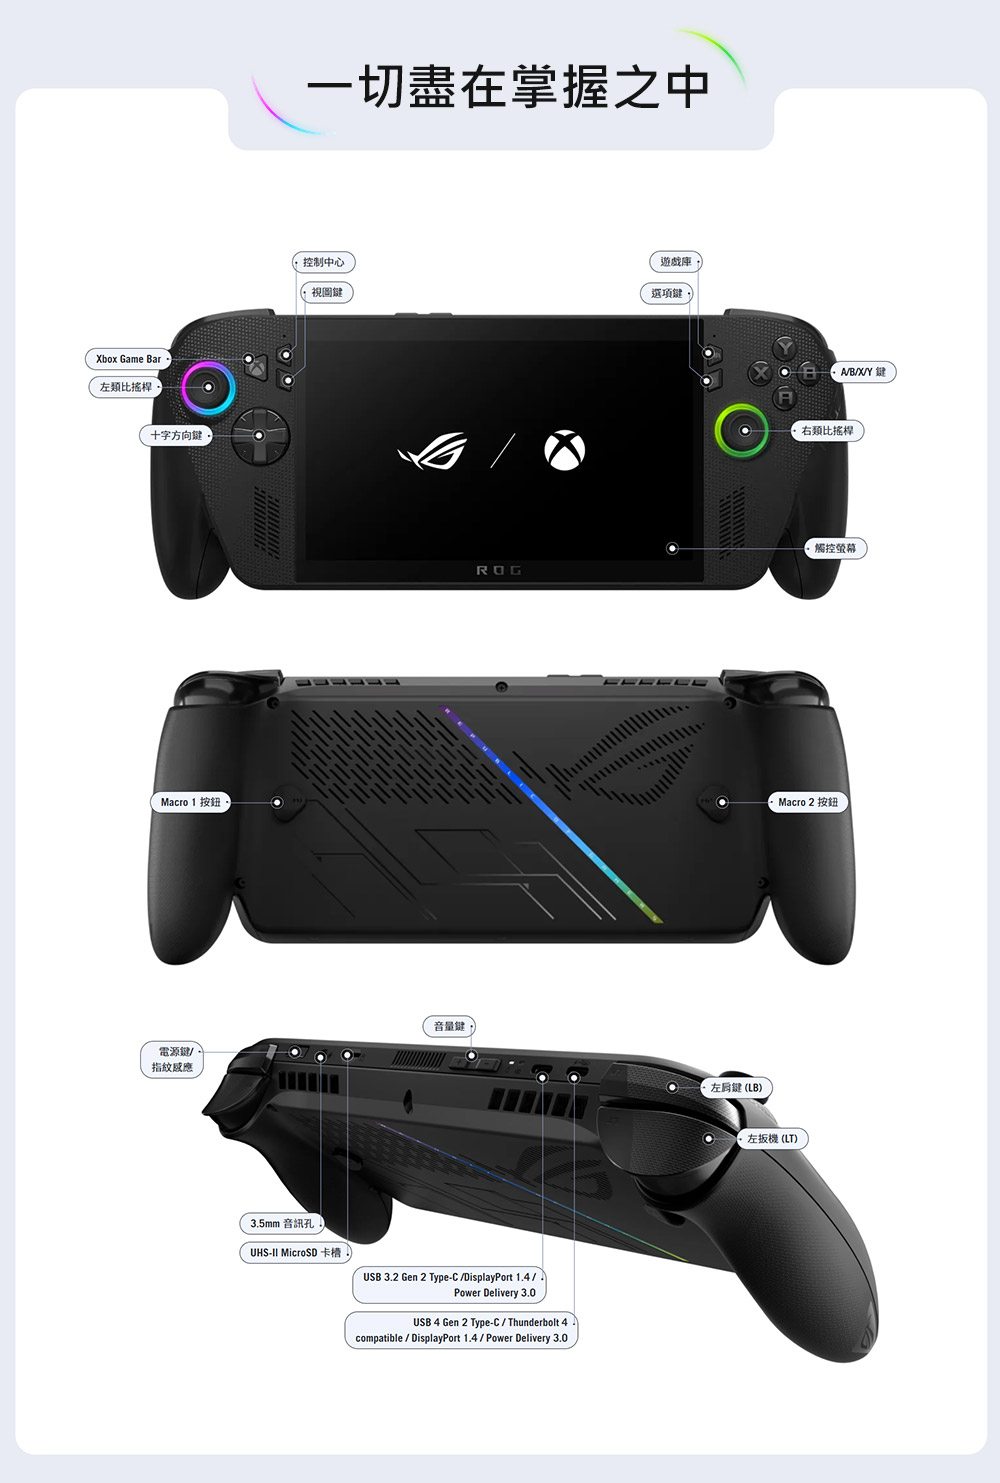 一切盡在掌握之中
控制中心
視圖鍵
遊戲庫
選項鍵
Xbox Game Bar
左類比搖桿
十字方向鍵
Y
X
B
A
A/B/X/Y 鍵
右類比搖桿
觸控螢幕
ROG
Macro 1 按鈕
Macro 2 按鈕
REPUBLIC OF GAMERS
音量鍵
電源鍵/
指紋感應
左肩鍵 (LB)
左扳機 (LT)
3.5mm 音訊孔
UHS-II MicroSD 卡槽
USB 3.2 Gen 2 Type-C /DisplayPort 1.4 /
Power Delivery 3.0
USB 4 Gen 2 Type-C / Thunderbolt 4
compatible / DisplayPort 1.4 / Power Delivery 3.0